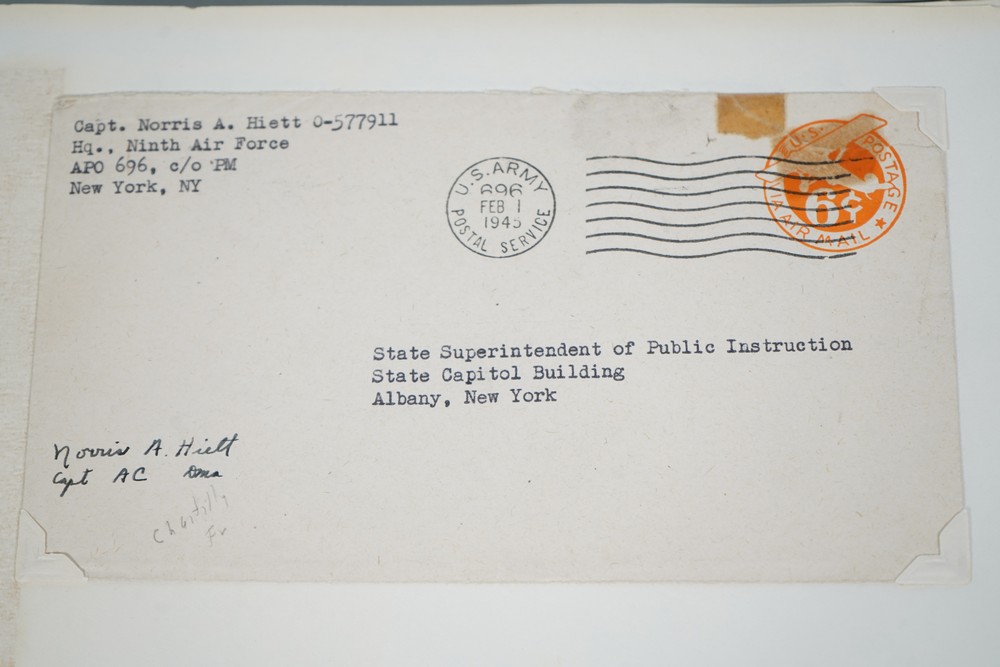 Capt. Norris A. Hiett O-577911
Hq., Ninth Air Force
APO 696, c/o PM
New York, NY
U.S. ARMY
696
FEB 1
1945
POSTAL SERVICE
U.S. POSTAGE
6¢
VIA AIR MAIL
State Superintendent of Public Instruction
State Capitol Building
Albany, New York
Norris A. Hiett
Capt AC
Chantilly
Fr